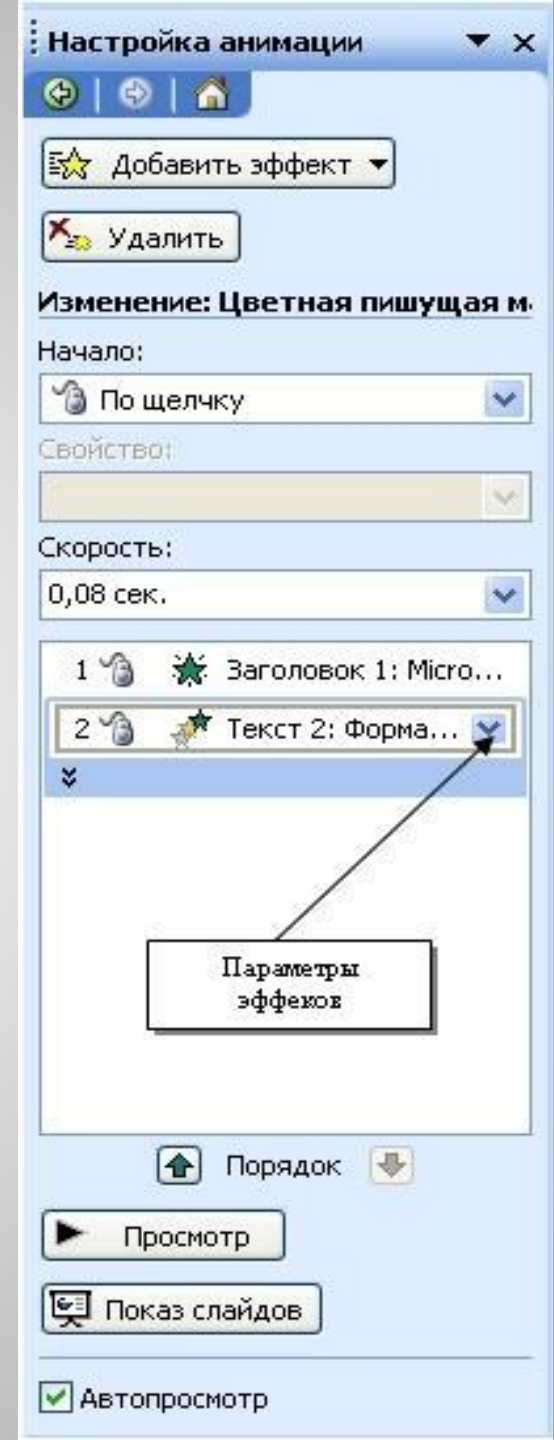 Настройка анимации
Добавить эффект
Удалить
Изменение: Цветная пишущая м
Начало:
По щелчку
Свойство:
Скорость:
0,08 сек.
1 Заголовок 1: Micro...
2 Текст 2: Форма...
Параметры
эффеков
Порядок
Просмотр
Показ слайдов
Автопросмотр